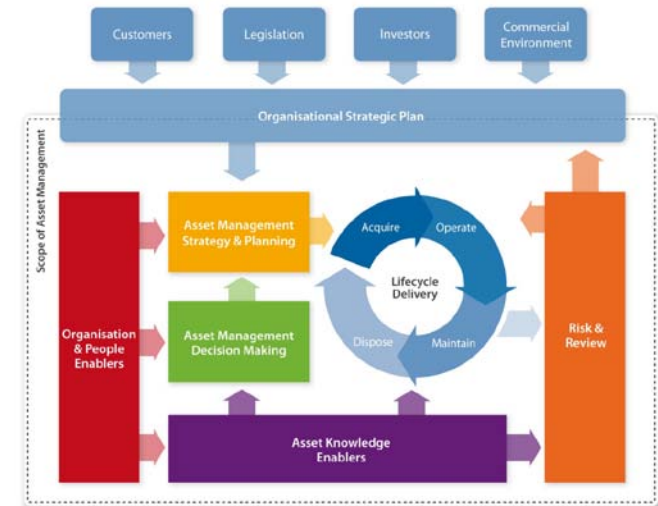 Customers
Legislation
Investors
Commercial
Environment
Organisational Strategic Plan
Scope of Asset Management
Asset Management
Strategy & Planning
Acquire
Operate
Lifecycle
Delivery
Organisation
& People
Enablers
Asset Management
Decision Making
Dispose
Maintain
Risk &
Review
Asset Knowledge
Enablers